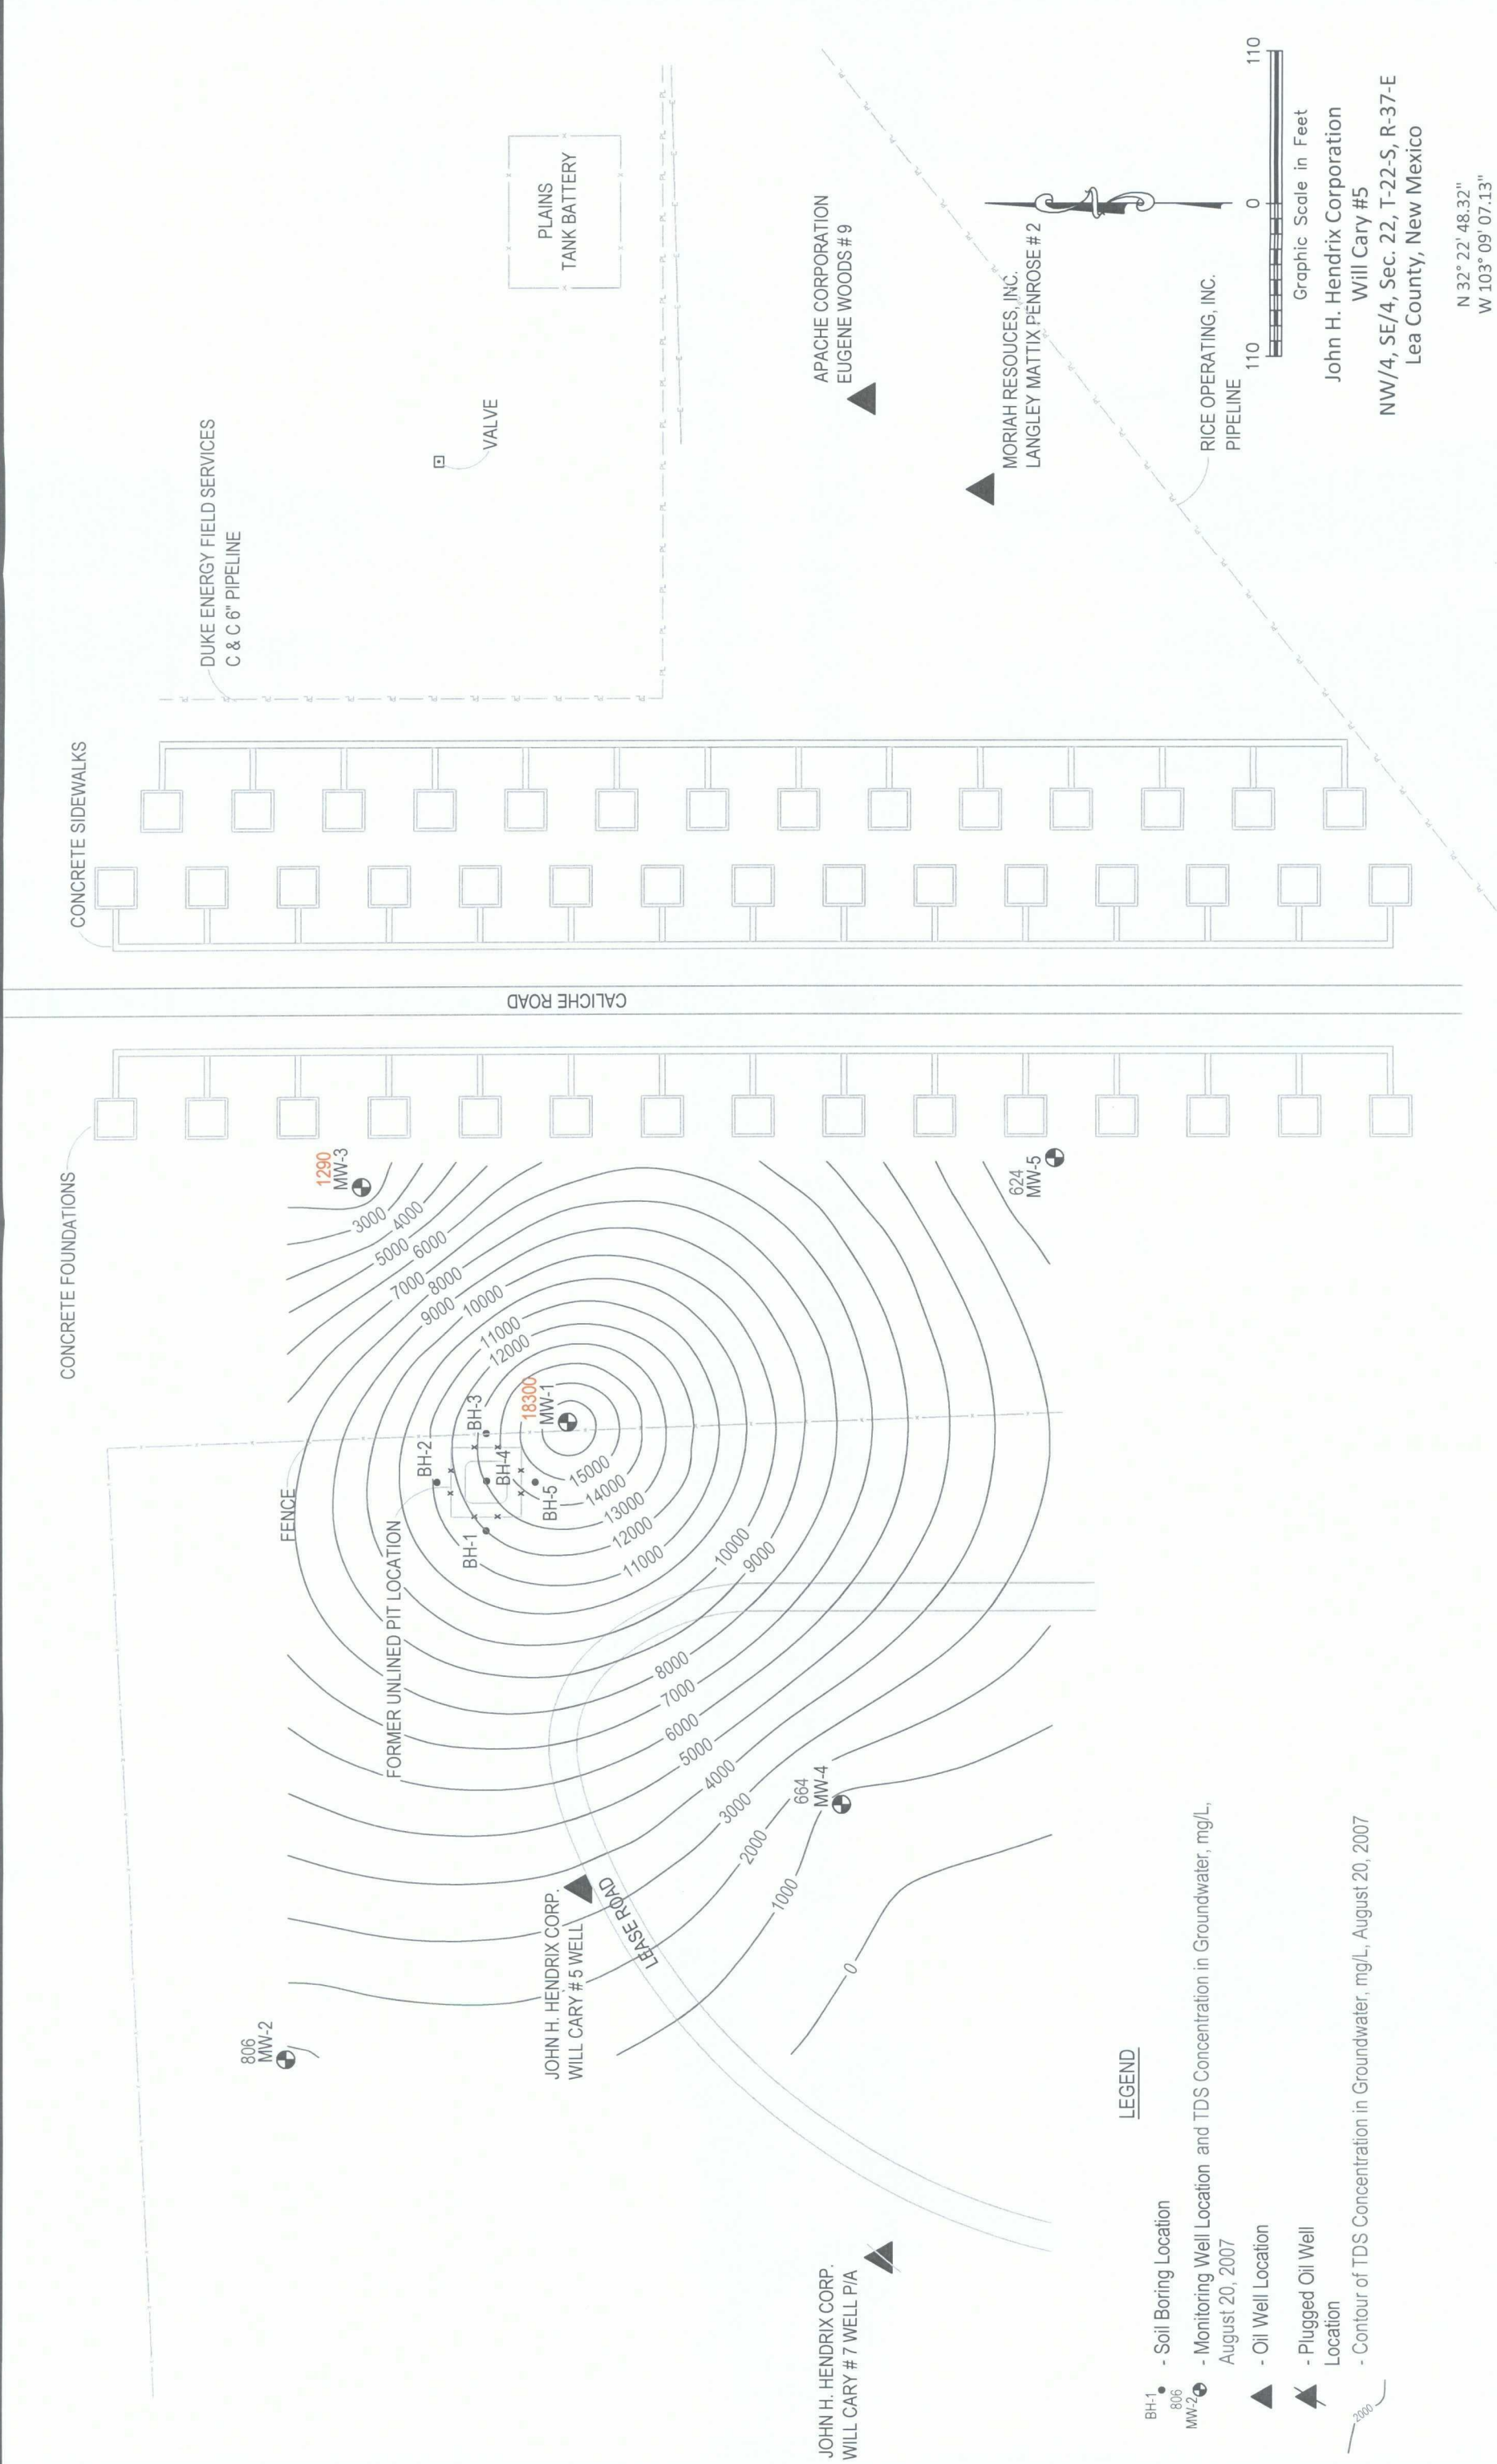 CONCRETE FOUNDATIONS
CONCRETE SIDEWALKS
DUKE ENERGY FIELD SERVICES
C & C 6" PIPELINE
VALVE
PLAINS
TANK BATTERY
CALICHE ROAD
806
MW-2
FENCE
FORMER UNLINED PIT LOCATION
1290
MW-3
3000
4000
5000
6000
7000
8000
9000
10000
11000
12000
BH-2
BH-3
BH-1
BH-4
BH-5
18300
MW-1
15000
14000
13000
12000
11000
10000
9000
8000
7000
6000
5000
4000
3000
2000
1000
0
JOHN H. HENDRIX CORP.
WILL CARY # 5 WELL
LEASE ROAD
664
MW-4
624
MW-5
JOHN H. HENDRIX CORP.
WILL CARY # 7 WELL P/A
APACHE CORPORATION
EUGENE WOODS # 9
MORIAH RESOUCES, INC.
LANGLEY MATTIX PENROSE # 2
RICE OPERATING, INC.
PIPELINE
LEGEND
BH-1
- Soil Boring Location
806
MW-2
- Monitoring Well Location and TDS Concentration in Groundwater, mg/L,
August 20, 2007
- Oil Well Location
- Plugged Oil Well
Location
2000
- Contour of TDS Concentration in Groundwater, mg/L, August 20, 2007
110
0
110
Graphic Scale in Feet
John H. Hendrix Corporation
Will Cary #5
NW/4, SE/4, Sec. 22, T-22-S, R-37-E
Lea County, New Mexico
N 32° 22' 48.32"
W 103° 09' 07.13"